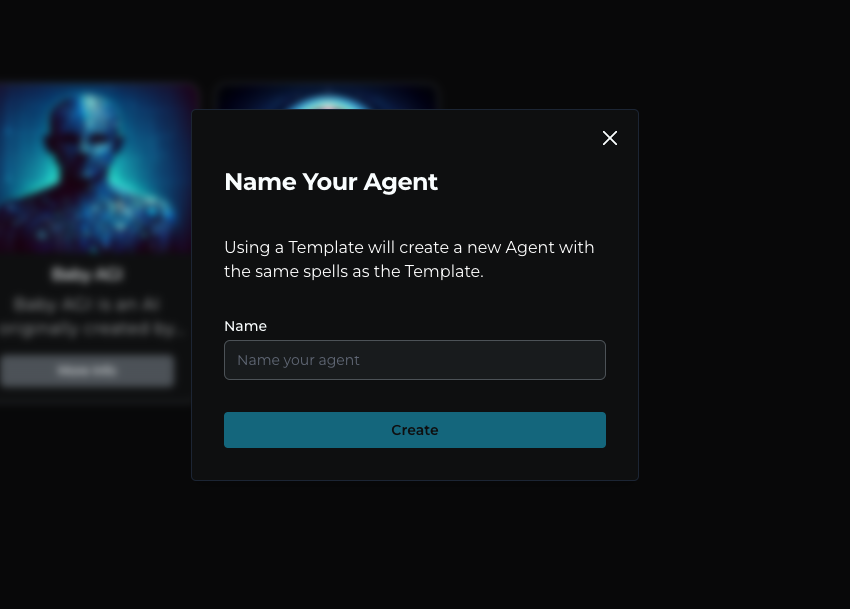 Name Your Agent
Using a Template will create a new Agent with
the same spells as the Template.
Name
Name your agent
Create
Baby AGI
Baby AGI is an AI
originally created by...
More Info